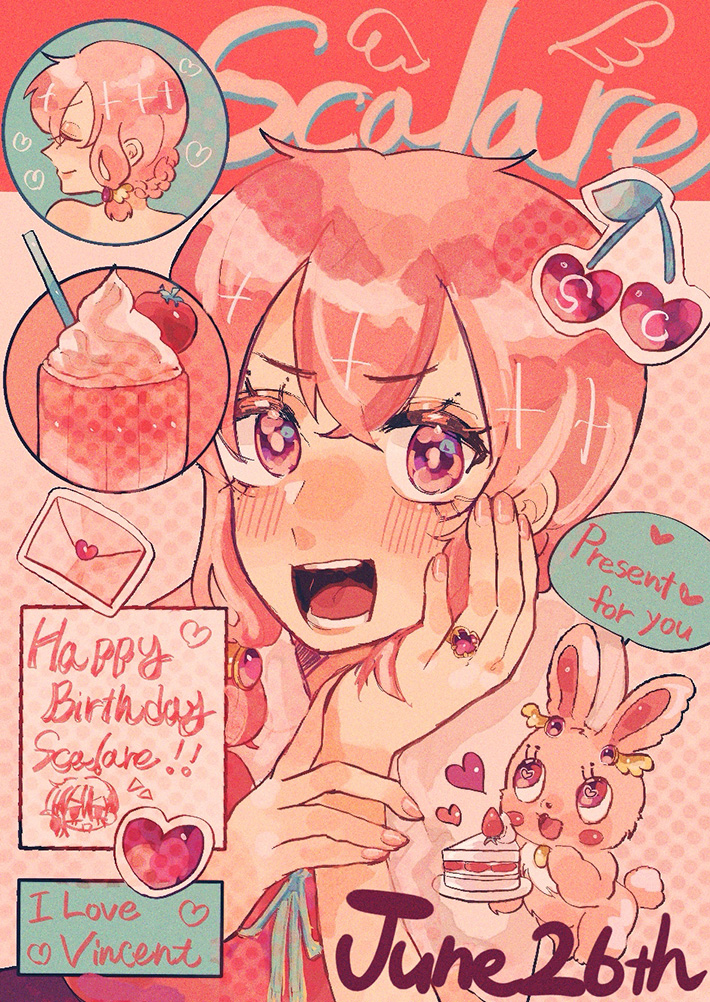 Scalare
S C
Present
for you
Happy
Birthday
Scalare!!
I Love
Vincent
June 26th